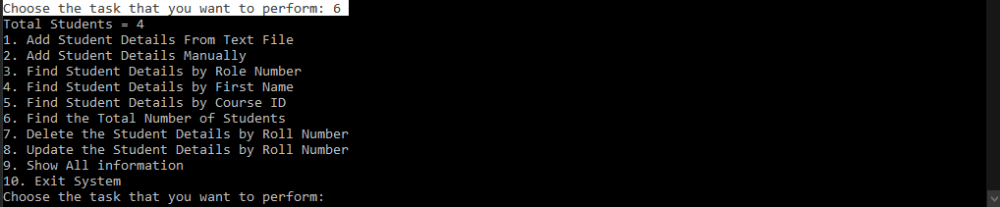 Choose the task that you want to perform: 6
Total Students = 4
1. Add Student Details From Text File
2. Add Student Details Manually
3. Find Student Details by Role Number
4. Find Student Details by First Name
5. Find Student Details by Course ID
6. Find the Total Number of Students
7. Delete the Student Details by Roll Number
8. Update the Student Details by Roll Number
9. Show All information
10. Exit System
Choose the task that you want to perform: